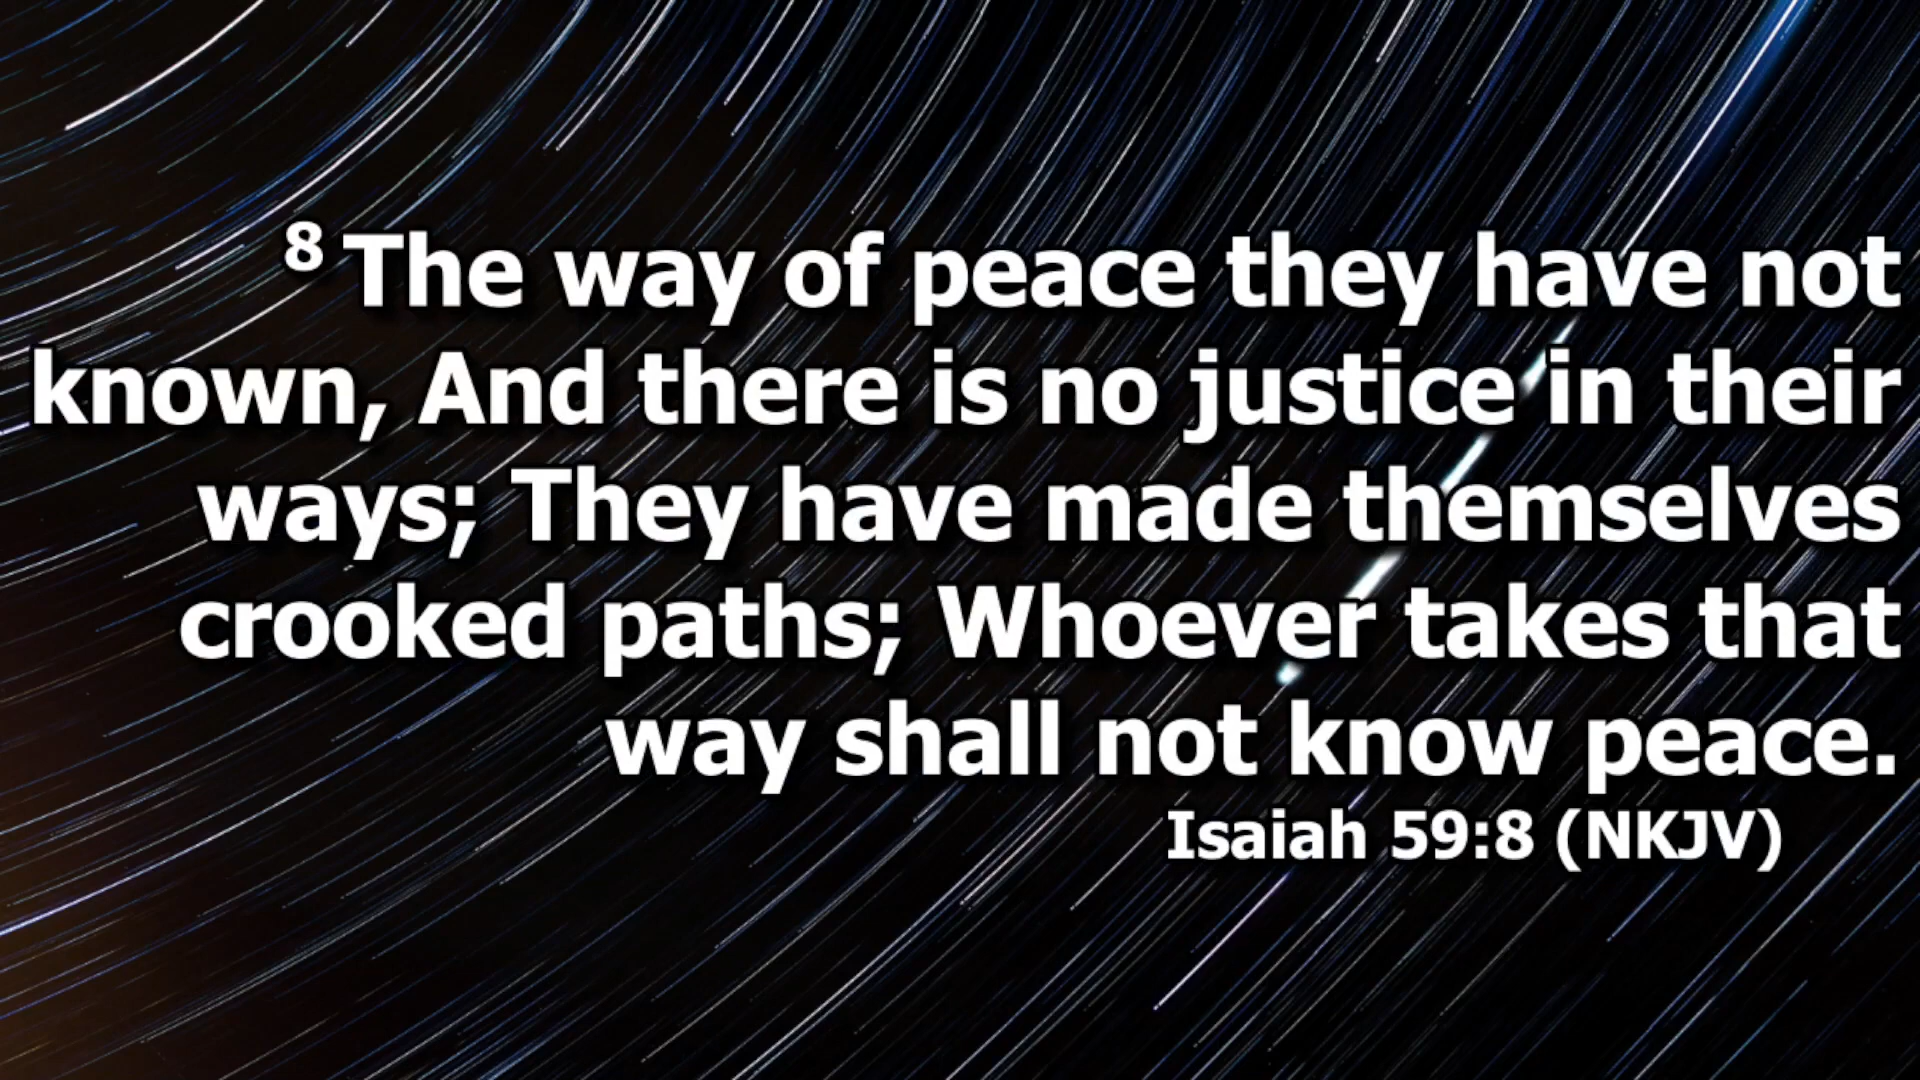 8 The way of peace they have not
known, And there is no justice in their
ways; They have made themselves
crooked paths; Whoever takes that
way shall not know peace.
Isaiah 59:8 (NKJV)